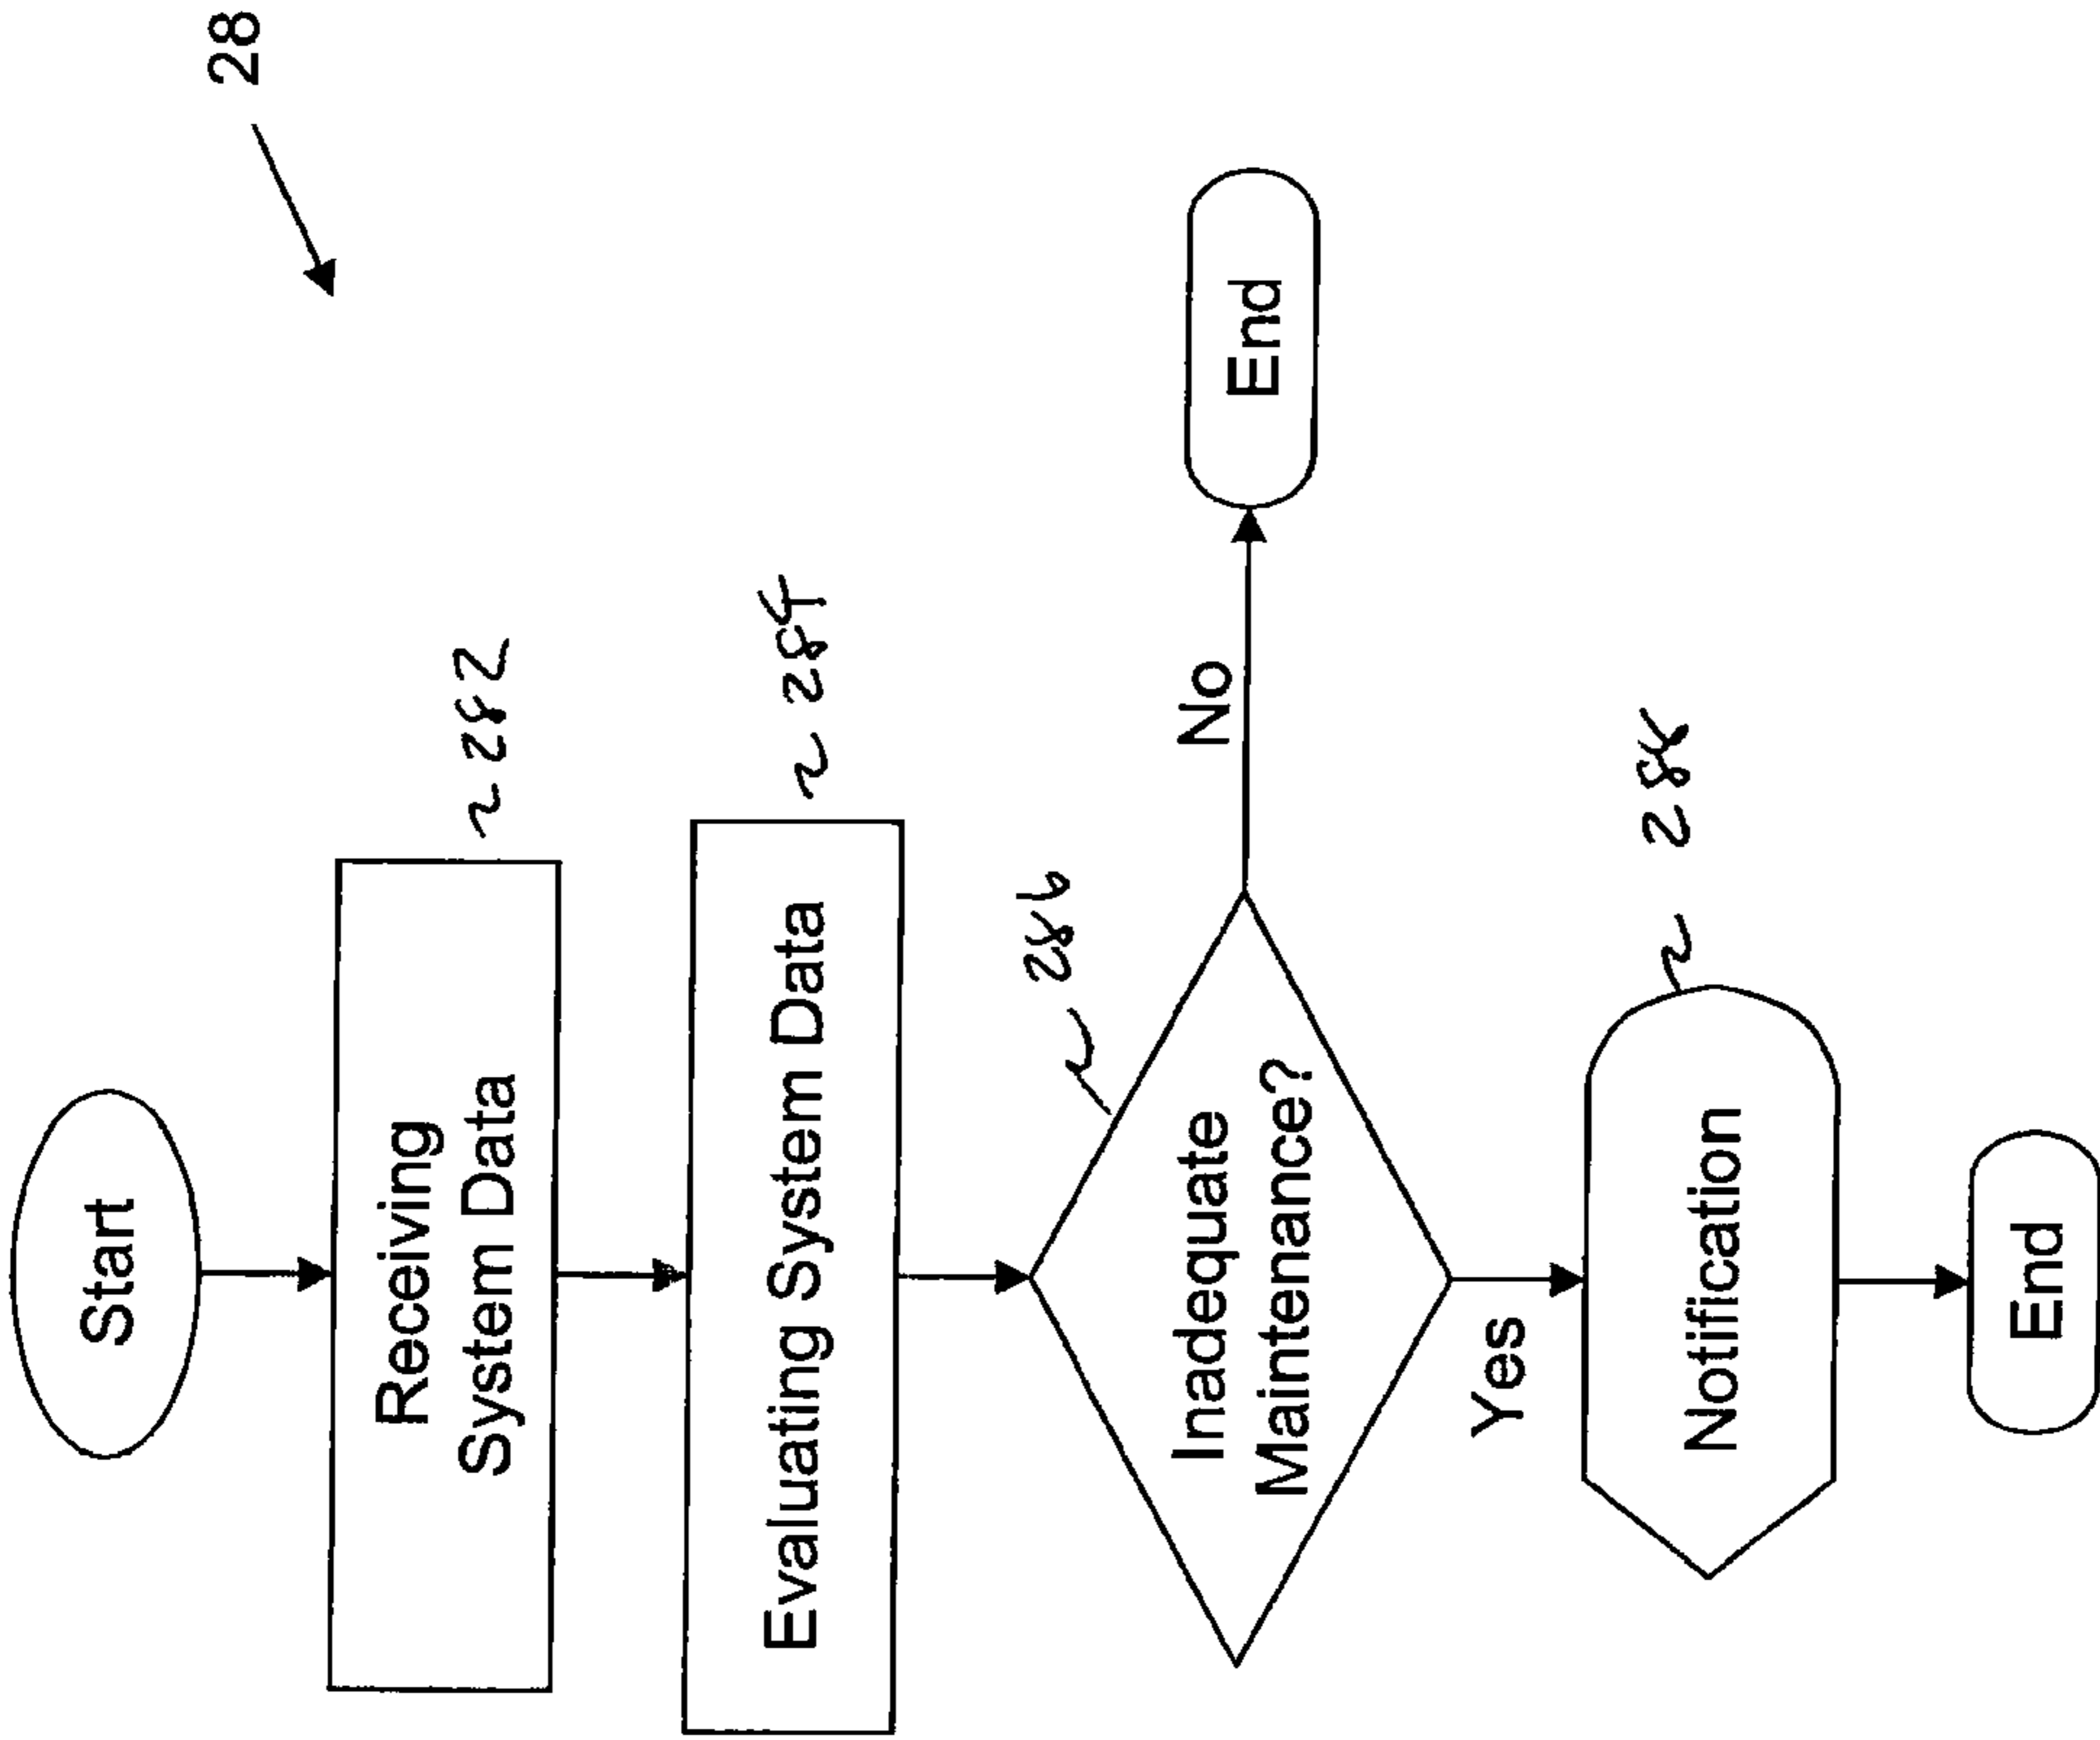 28
Start
Receiving
System Data
282
Evaluating System Data
284
286
Inadequate
Maintenance?
No
End
Yes
288
Notification
End